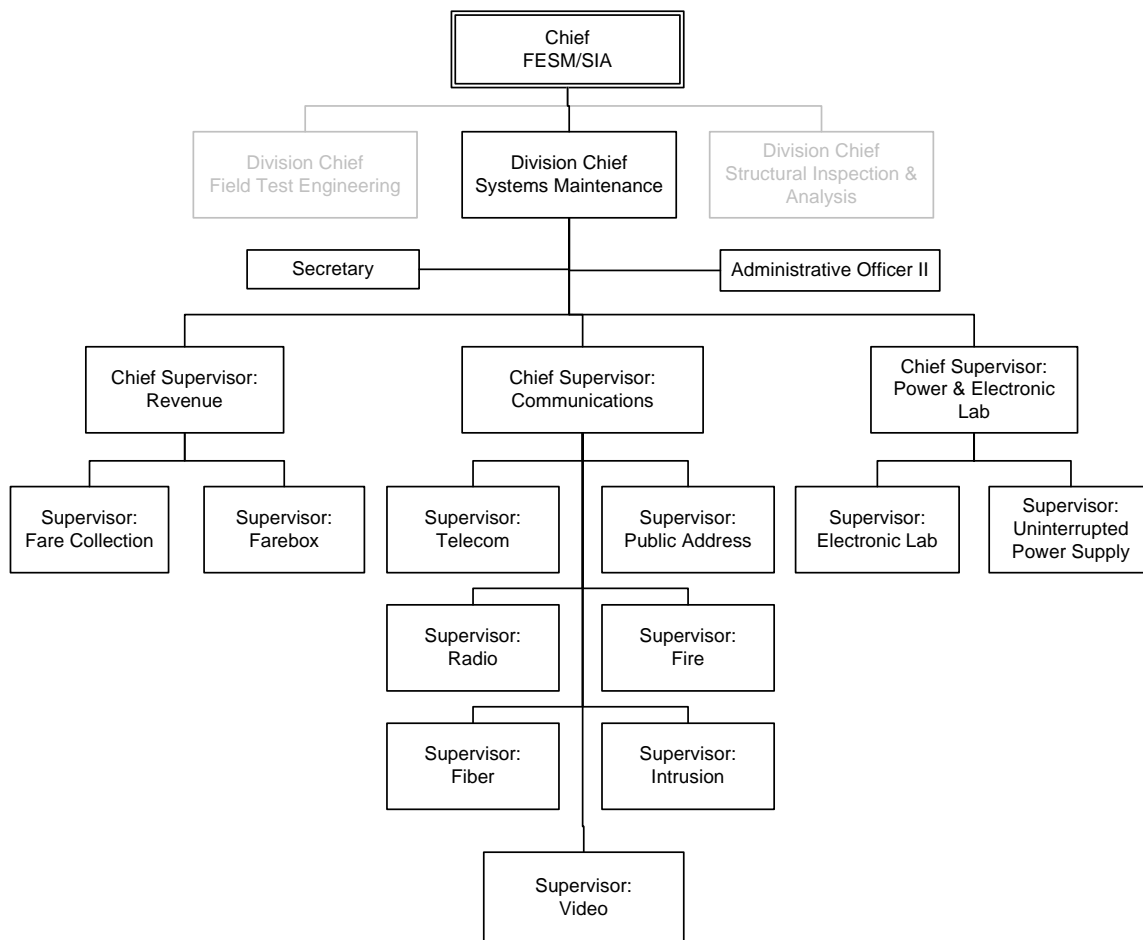 Chief
FESM/SIA
Division Chief
Field Test Engineering
Division Chief
Systems Maintenance
Division Chief
Structural Inspection &
Analysis
Secretary
Administrative Officer II
Chief Supervisor:
Revenue
Chief Supervisor:
Communications
Chief Supervisor:
Power & Electronic
Lab
Supervisor:
Fare Collection
Supervisor:
Farebox
Supervisor:
Telecom
Supervisor:
Public Address
Supervisor:
Electronic Lab
Supervisor:
Uninterrupted
Power Supply
Supervisor:
Radio
Supervisor:
Fire
Supervisor:
Fiber
Supervisor:
Intrusion
Supervisor:
Video